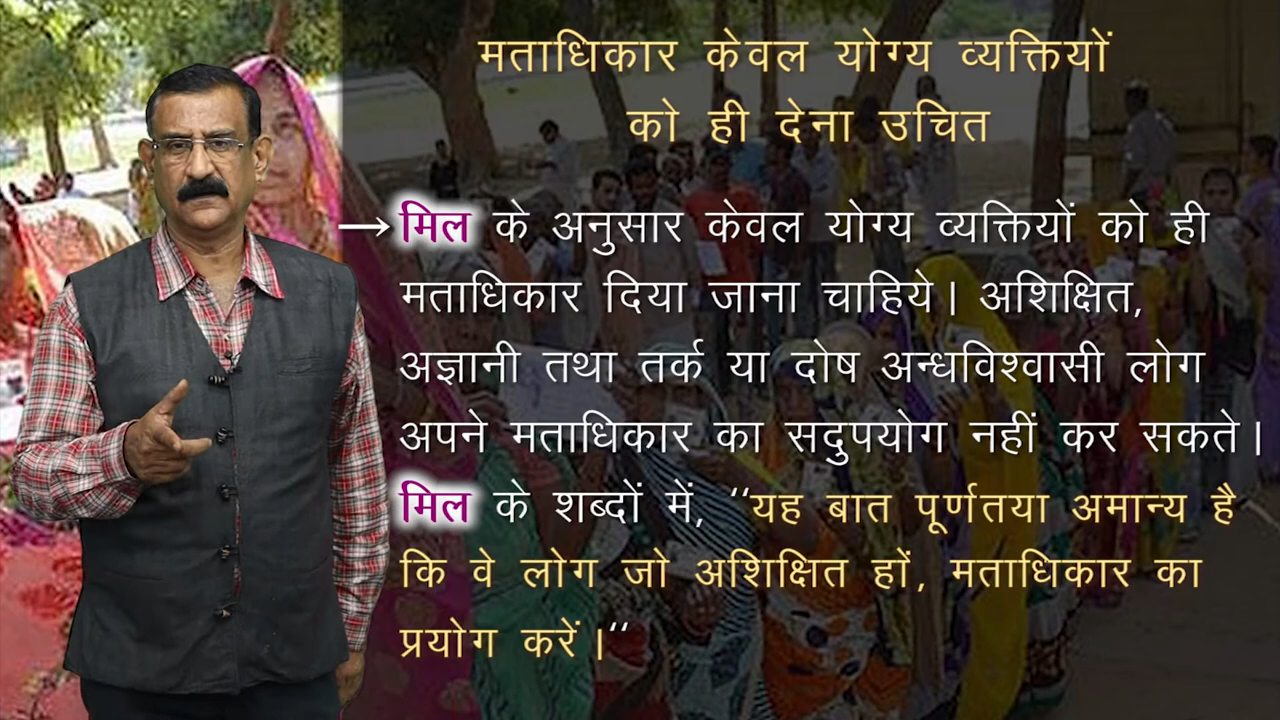 मताधिकार केवल योग्य व्यक्तियों
को ही देना उचित
→मिल के अनुसार केवल योग्य व्यक्तियों को ही
मताधिकार दिया जाना चाहिये। अशिक्षित,
अज्ञानी तथा तर्क या दोष अन्धविश्वासी लोग
अपने मताधिकार का सदुपयोग नहीं कर सकते।
मिल के शब्दों में, “यह बात पूर्णतया अमान्य है
कि वे लोग जो अशिक्षित हों, मताधिकार का
प्रयोग करें।“